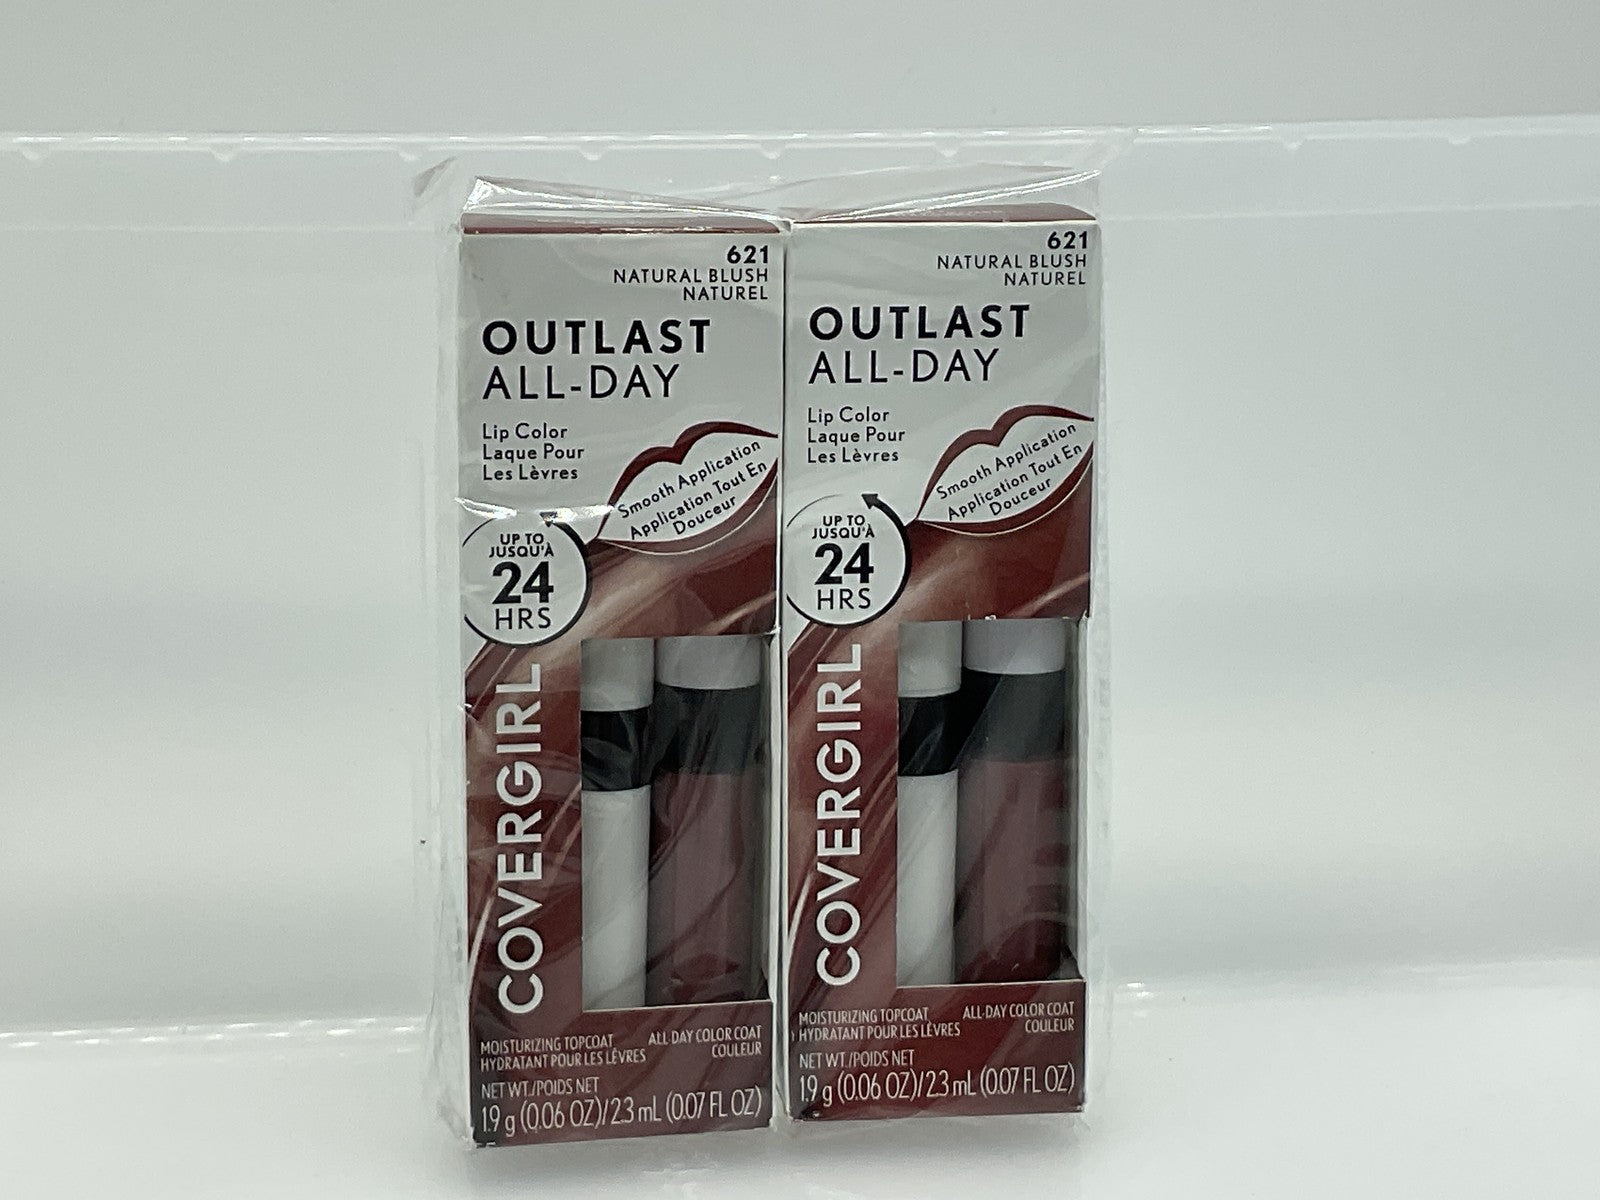 621
NATURAL BLUSH
NATUREL
OUTLAST
ALL-DAY
Lip Color
Laque Pour
Les Lèvres
Smooth Application
Application Tout En
Douceur
UP TO
JUSQU'À
24
HRS
COVERGIRL
MOISTURIZING TOPCOAT
HYDRATANT POUR LES LÈVRES
ALL-DAY COLOR COAT
COULEUR
NET WT./POIDS NET
1.9 g (0.06 OZ)/2.3 mL (0.07 FL OZ)
621
NATURAL BLUSH
NATUREL
OUTLAST
ALL-DAY
Lip Color
Laque Pour
Les Lèvres
Smooth Application
Application Tout En
Douceur
UP TO
JUSQU'À
24
HRS
COVERGIRL
MOISTURIZING TOPCOAT
HYDRATANT POUR LES LÈVRES
ALL-DAY COLOR COAT
COULEUR
NET WT./POIDS NET
1.9 g (0.06 OZ)/2.3 mL (0.07 FL OZ)